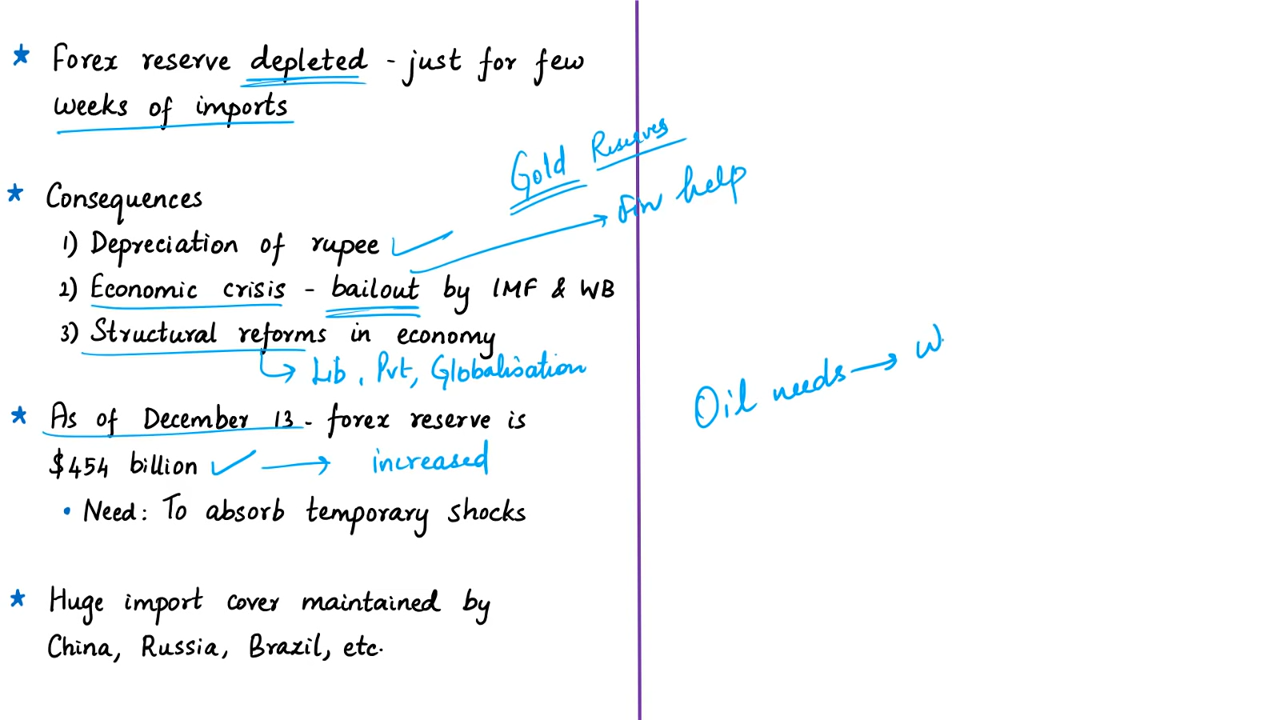 * Forex reserve depleted - just for few
weeks of imports
Gold Reserves
* Consequences
1) Depreciation of rupee
Fin help
2) Economic crisis - bailout by IMF & WB
3) Structural reforms in economy
Lib, Pvt, Globalisation
* As of December 13 - forex reserve is
$454 billion → increased
• Need: To absorb temporary shocks
* Huge import cover maintained by
China, Russia, Brazil, etc.
Oil needs → W